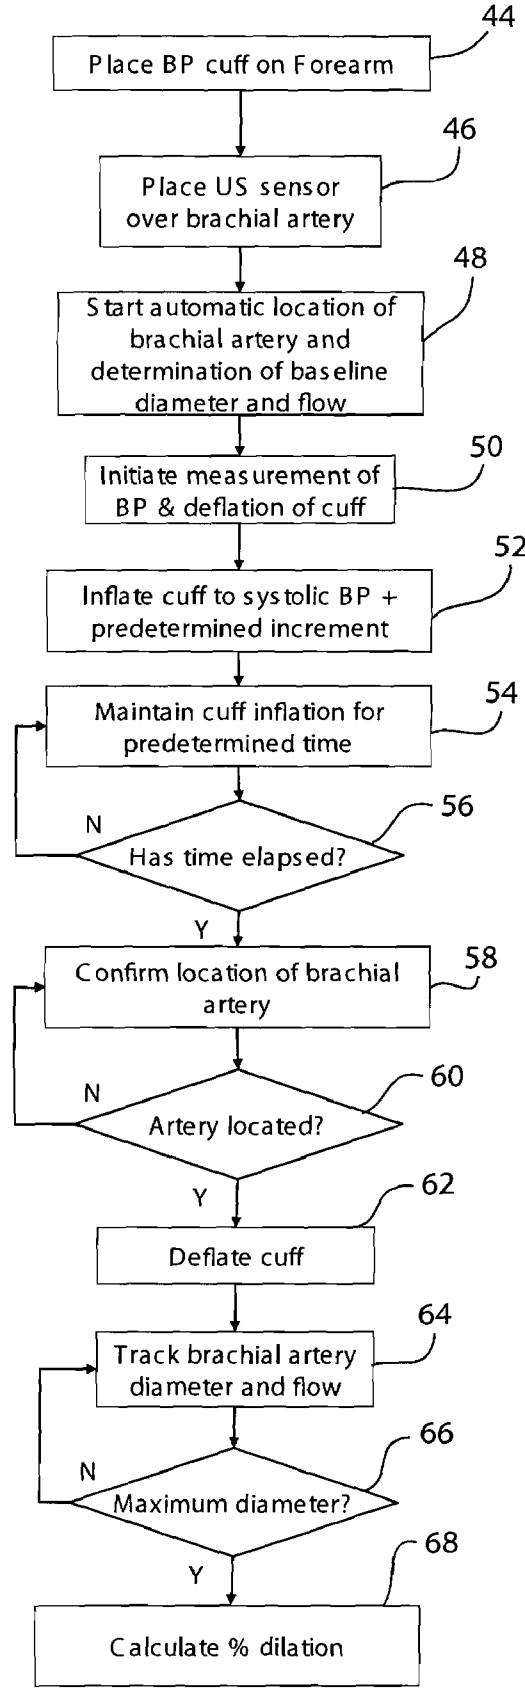 44
Place BP cuff on Forearm
46
Place US sensor
over brachial artery
48
Start automatic location of
brachial artery and
determination of baseline
diameter and flow
50
Initiate measurement of
BP & deflation of cuff
52
Inflate cuff to systolic BP +
predetermined increment
54
Maintain cuff inflation for
predetermined time
56
N
Has time elapsed?
Y
58
Confirm location of brachial
artery
60
N
Artery located?
Y
62
Deflate cuff
64
Track brachial artery
diameter and flow
66
N
Maximum diameter?
Y
68
Calculate % dilation